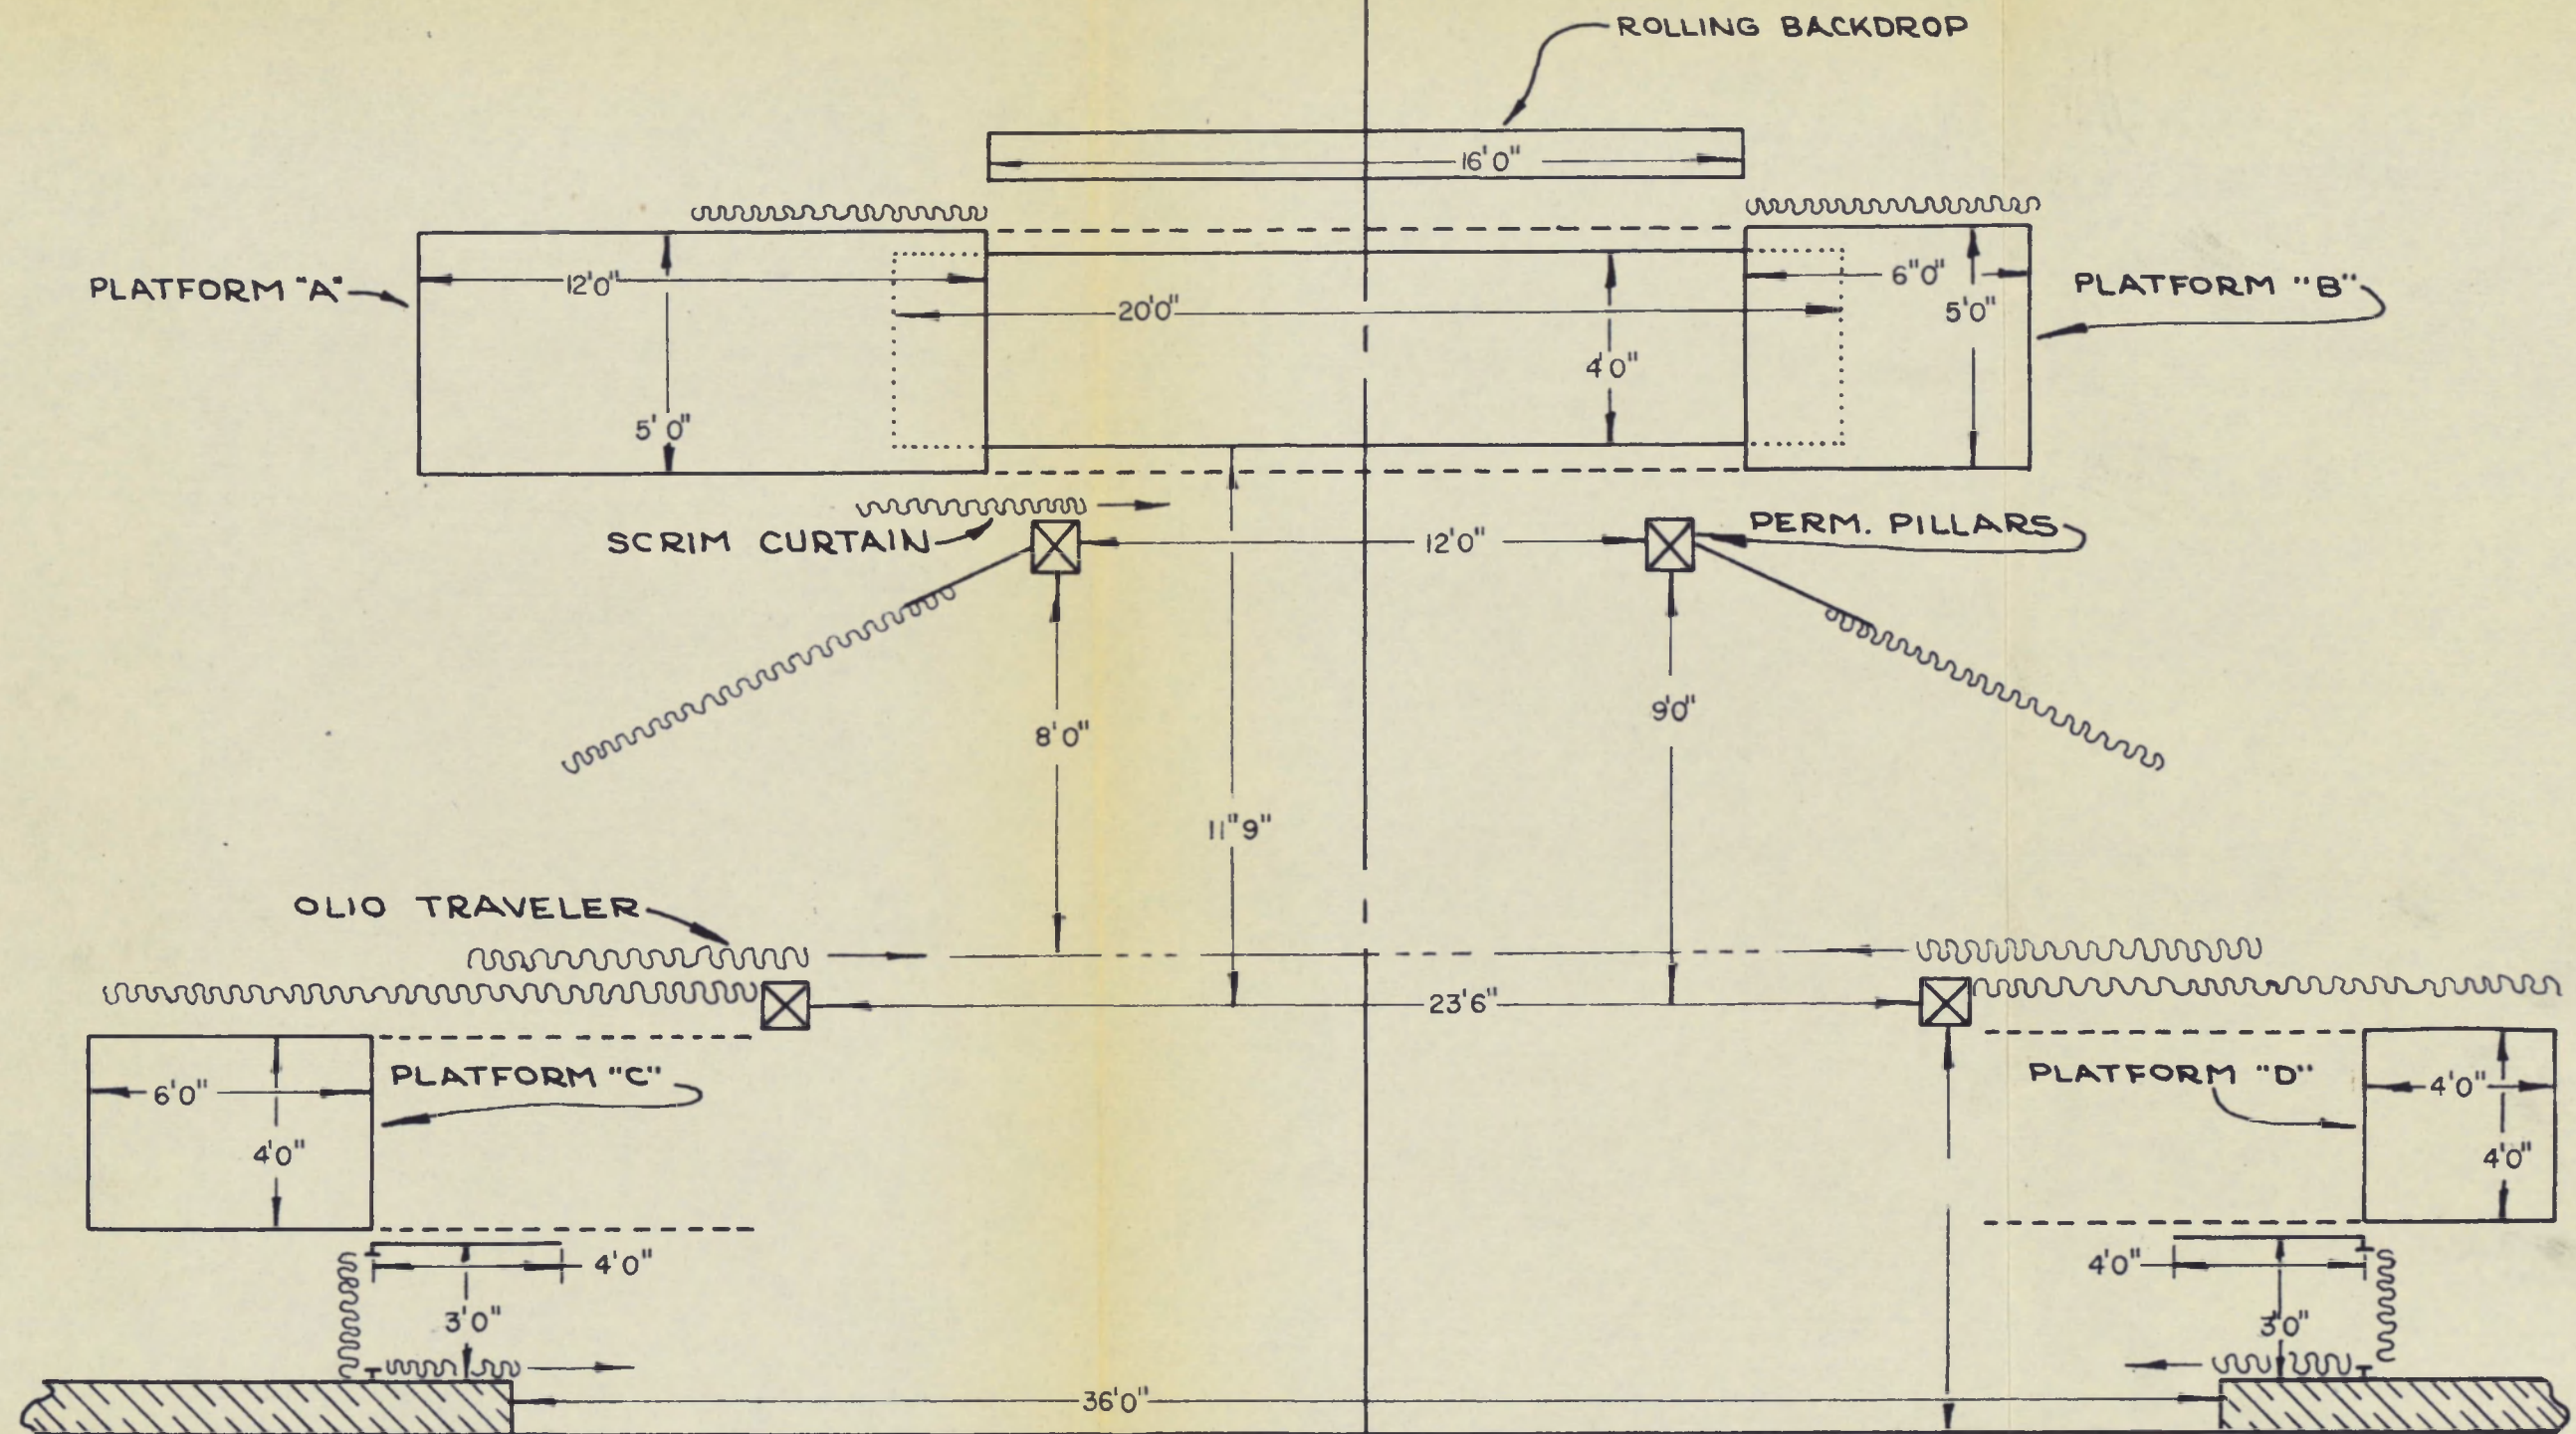 ROLLING BACKDROP
16'0"
PLATFORM "A"
12'0"
20'0"
6"0"
5'0"
PLATFORM "B"
4'0"
5'0"
SCRIM CURTAIN
12'0"
PERM. PILLARS
8'0"
9'0"
11"9"
OLIO TRAVELER
23'6"
6'0"
PLATFORM "C"
4'0"
PLATFORM "D"
4'0"
4'0"
4'0"
3'0"
4'0"
3'0"
36'0"